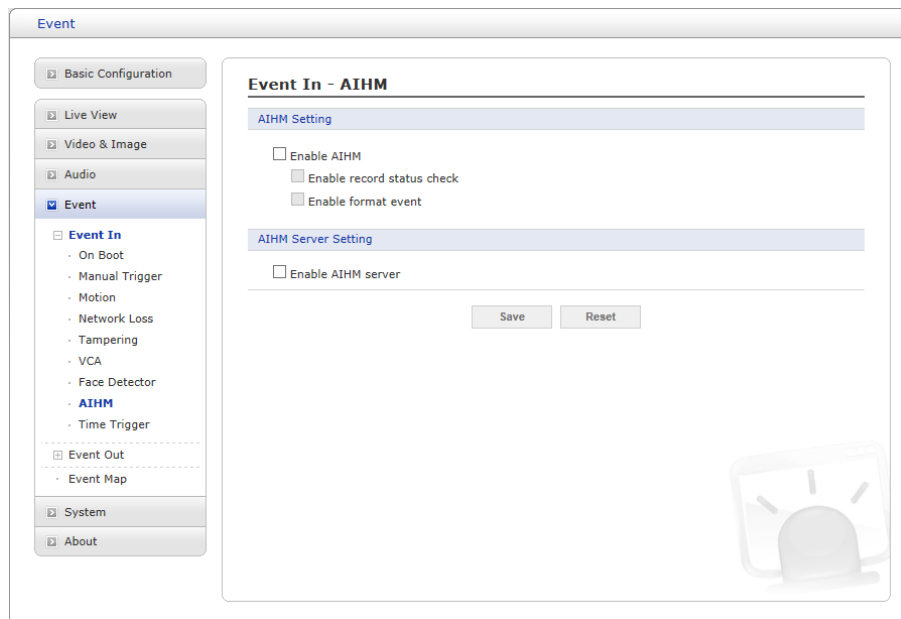 Event
Basic Configuration
Live View
Video & Image
Audio
Event
Event In
On Boot
Manual Trigger
Motion
Network Loss
Tampering
VCA
Face Detector
AIHM
Time Trigger
Event Out
Event Map
System
About
Event In - AIHM
AIHM Setting
Enable AIHM
Enable record status check
Enable format event
AIHM Server Setting
Enable AIHM server
Save Reset